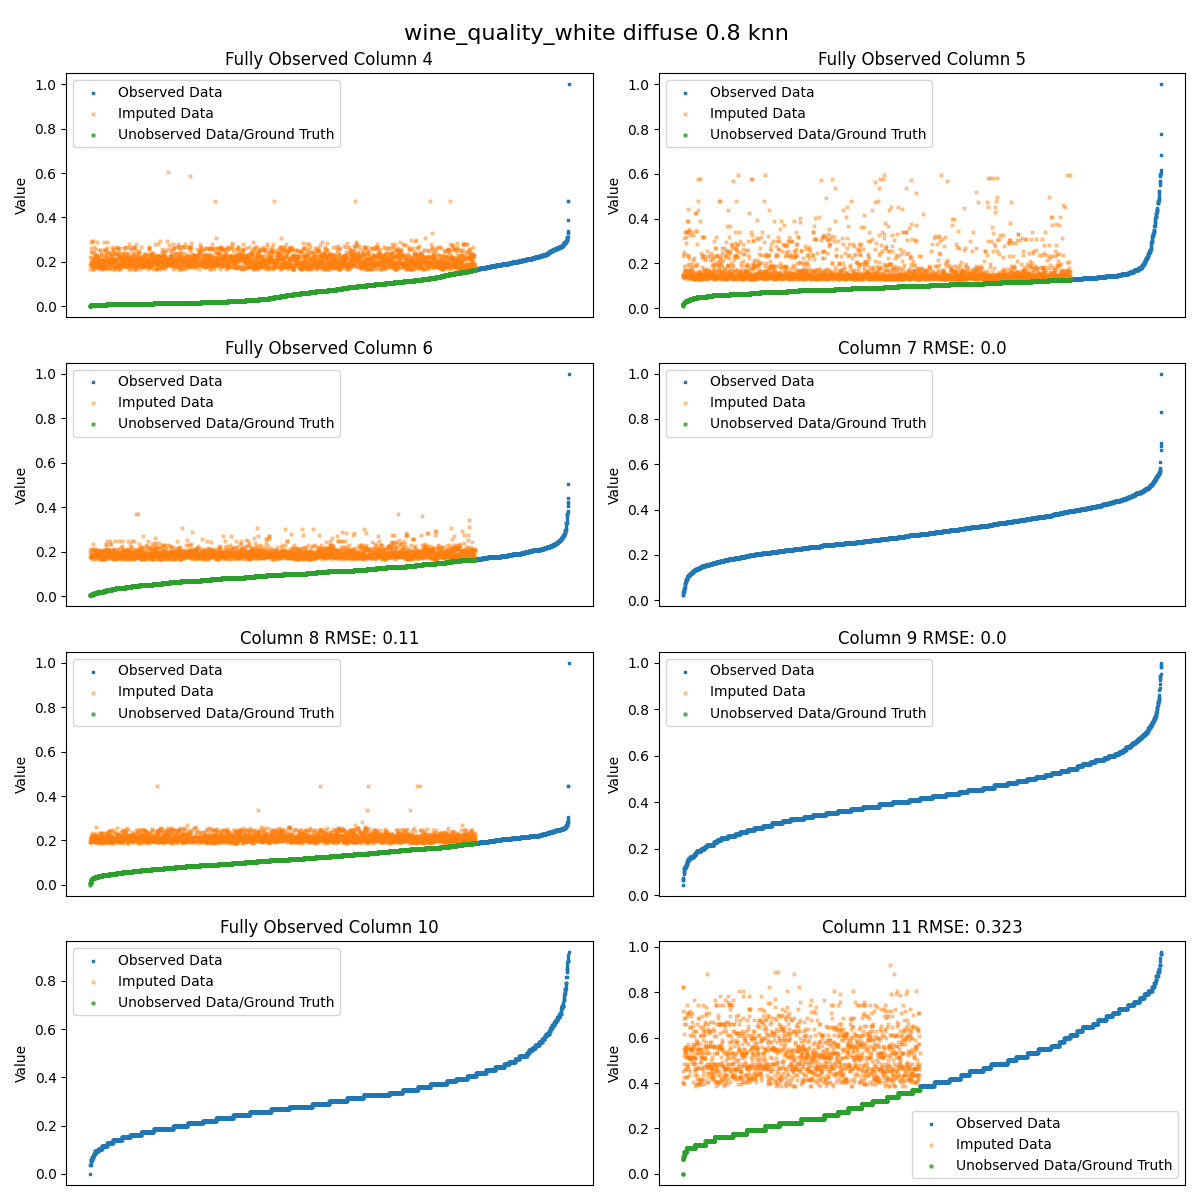 wine_quality_white diffuse 0.8 knn
Fully Observed Column 4
Value
1.0
0.8
0.6
0.4
0.2
0.0
Observed Data
Imputed Data
Unobserved Data/Ground Truth
Fully Observed Column 5
Value
1.0
0.8
0.6
0.4
0.2
0.0
Observed Data
Imputed Data
Unobserved Data/Ground Truth
Fully Observed Column 6
Value
1.0
0.8
0.6
0.4
0.2
0.0
Observed Data
Imputed Data
Unobserved Data/Ground Truth
Column 7 RMSE: 0.0
Value
1.0
0.8
0.6
0.4
0.2
0.0
Observed Data
Imputed Data
Unobserved Data/Ground Truth
Column 8 RMSE: 0.11
Value
1.0
0.8
0.6
0.4
0.2
0.0
Observed Data
Imputed Data
Unobserved Data/Ground Truth
Column 9 RMSE: 0.0
Value
1.0
0.8
0.6
0.4
0.2
0.0
Observed Data
Imputed Data
Unobserved Data/Ground Truth
Fully Observed Column 10
Value
0.8
0.6
0.4
0.2
0.0
Observed Data
Imputed Data
Unobserved Data/Ground Truth
Column 11 RMSE: 0.323
Value
1.0
0.8
0.6
0.4
0.2
0.0
Observed Data
Imputed Data
Unobserved Data/Ground Truth